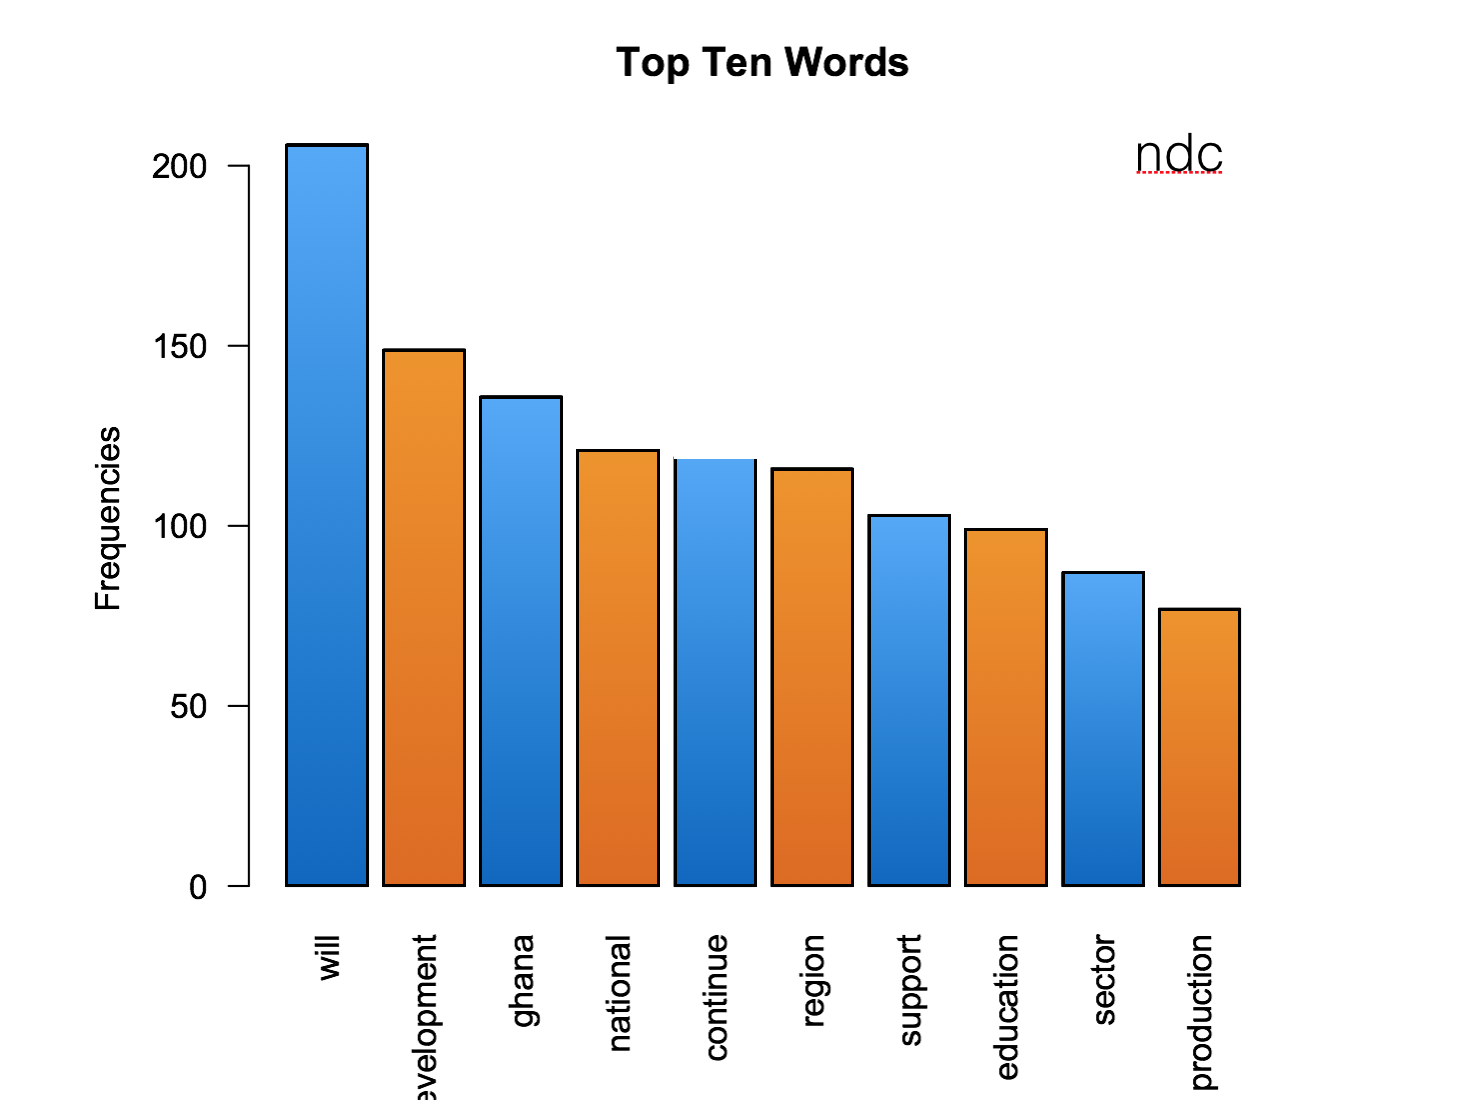 Top Ten Words
ndc
Frequencies
200
150
100
50
0
will
evelopment
ghana
national
continue
region
support
education
sector
production